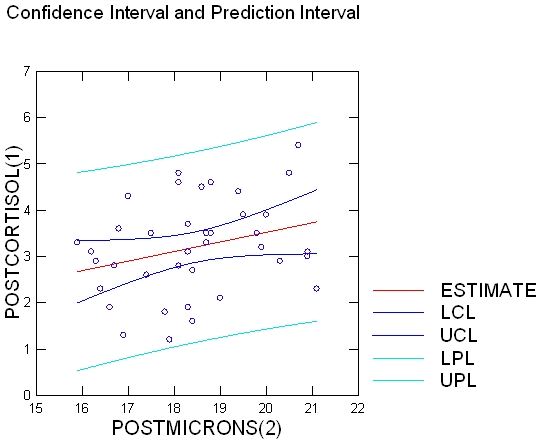 Confidence Interval and Prediction Interval
7
6
5
4
3
2
1
0
POSTCORTISOL(1)
15 16 17 18 19 20 21 22
POSTMICRONS(2)
ESTIMATE
LCL
UCL
LPL
UPL